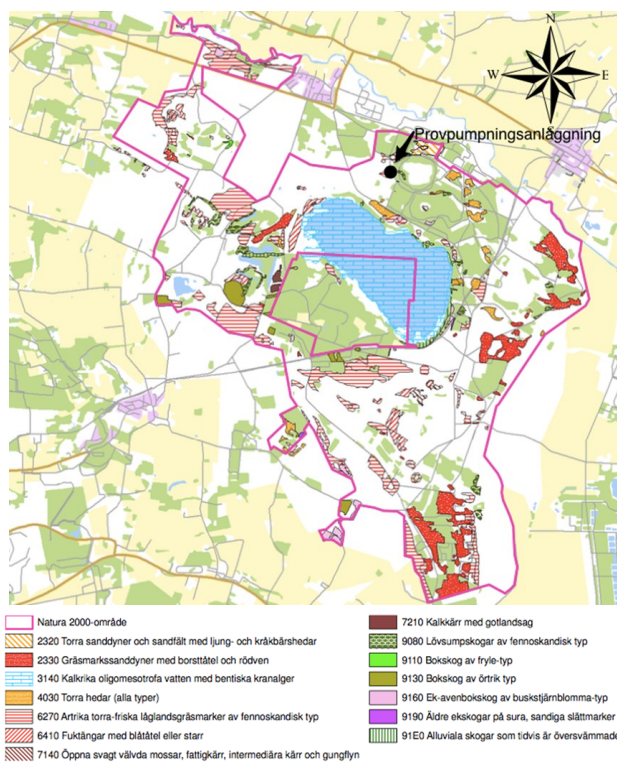 N
W
E
S
Provpumpningsanläggning
Natura 2000-område
2320 Torra sanddyner och sandfält med ljung- och kråkbärshedar
2330 Gräsmarkssanddyner med borsttåtel och rödven
3140 Kalkrika oligomesotrofa vatten med bentiska kranalger
4030 Torra hedar (alla typer)
6270 Artrika torra-friska låglandsgräsmarker av fennoskandisk typ
6410 Fuktängar med blåtåtel eller starr
7140 Öppna svagt välvda mossar, fattigkärr, intermediära kärr och gungflyn
7210 Kalkkärr med gotlandsag
9080 Lövsumpskogar av fennoskandisk typ
9110 Bokskog av fryle-typ
9130 Bokskog av örtrik typ
9160 Ek-avenbokskog av buskstjärnblomma-typ
9190 Äldre ekskogar på sura, sandiga slättmarker
91E0 Alluviala skogar som tidvis är översvämmade